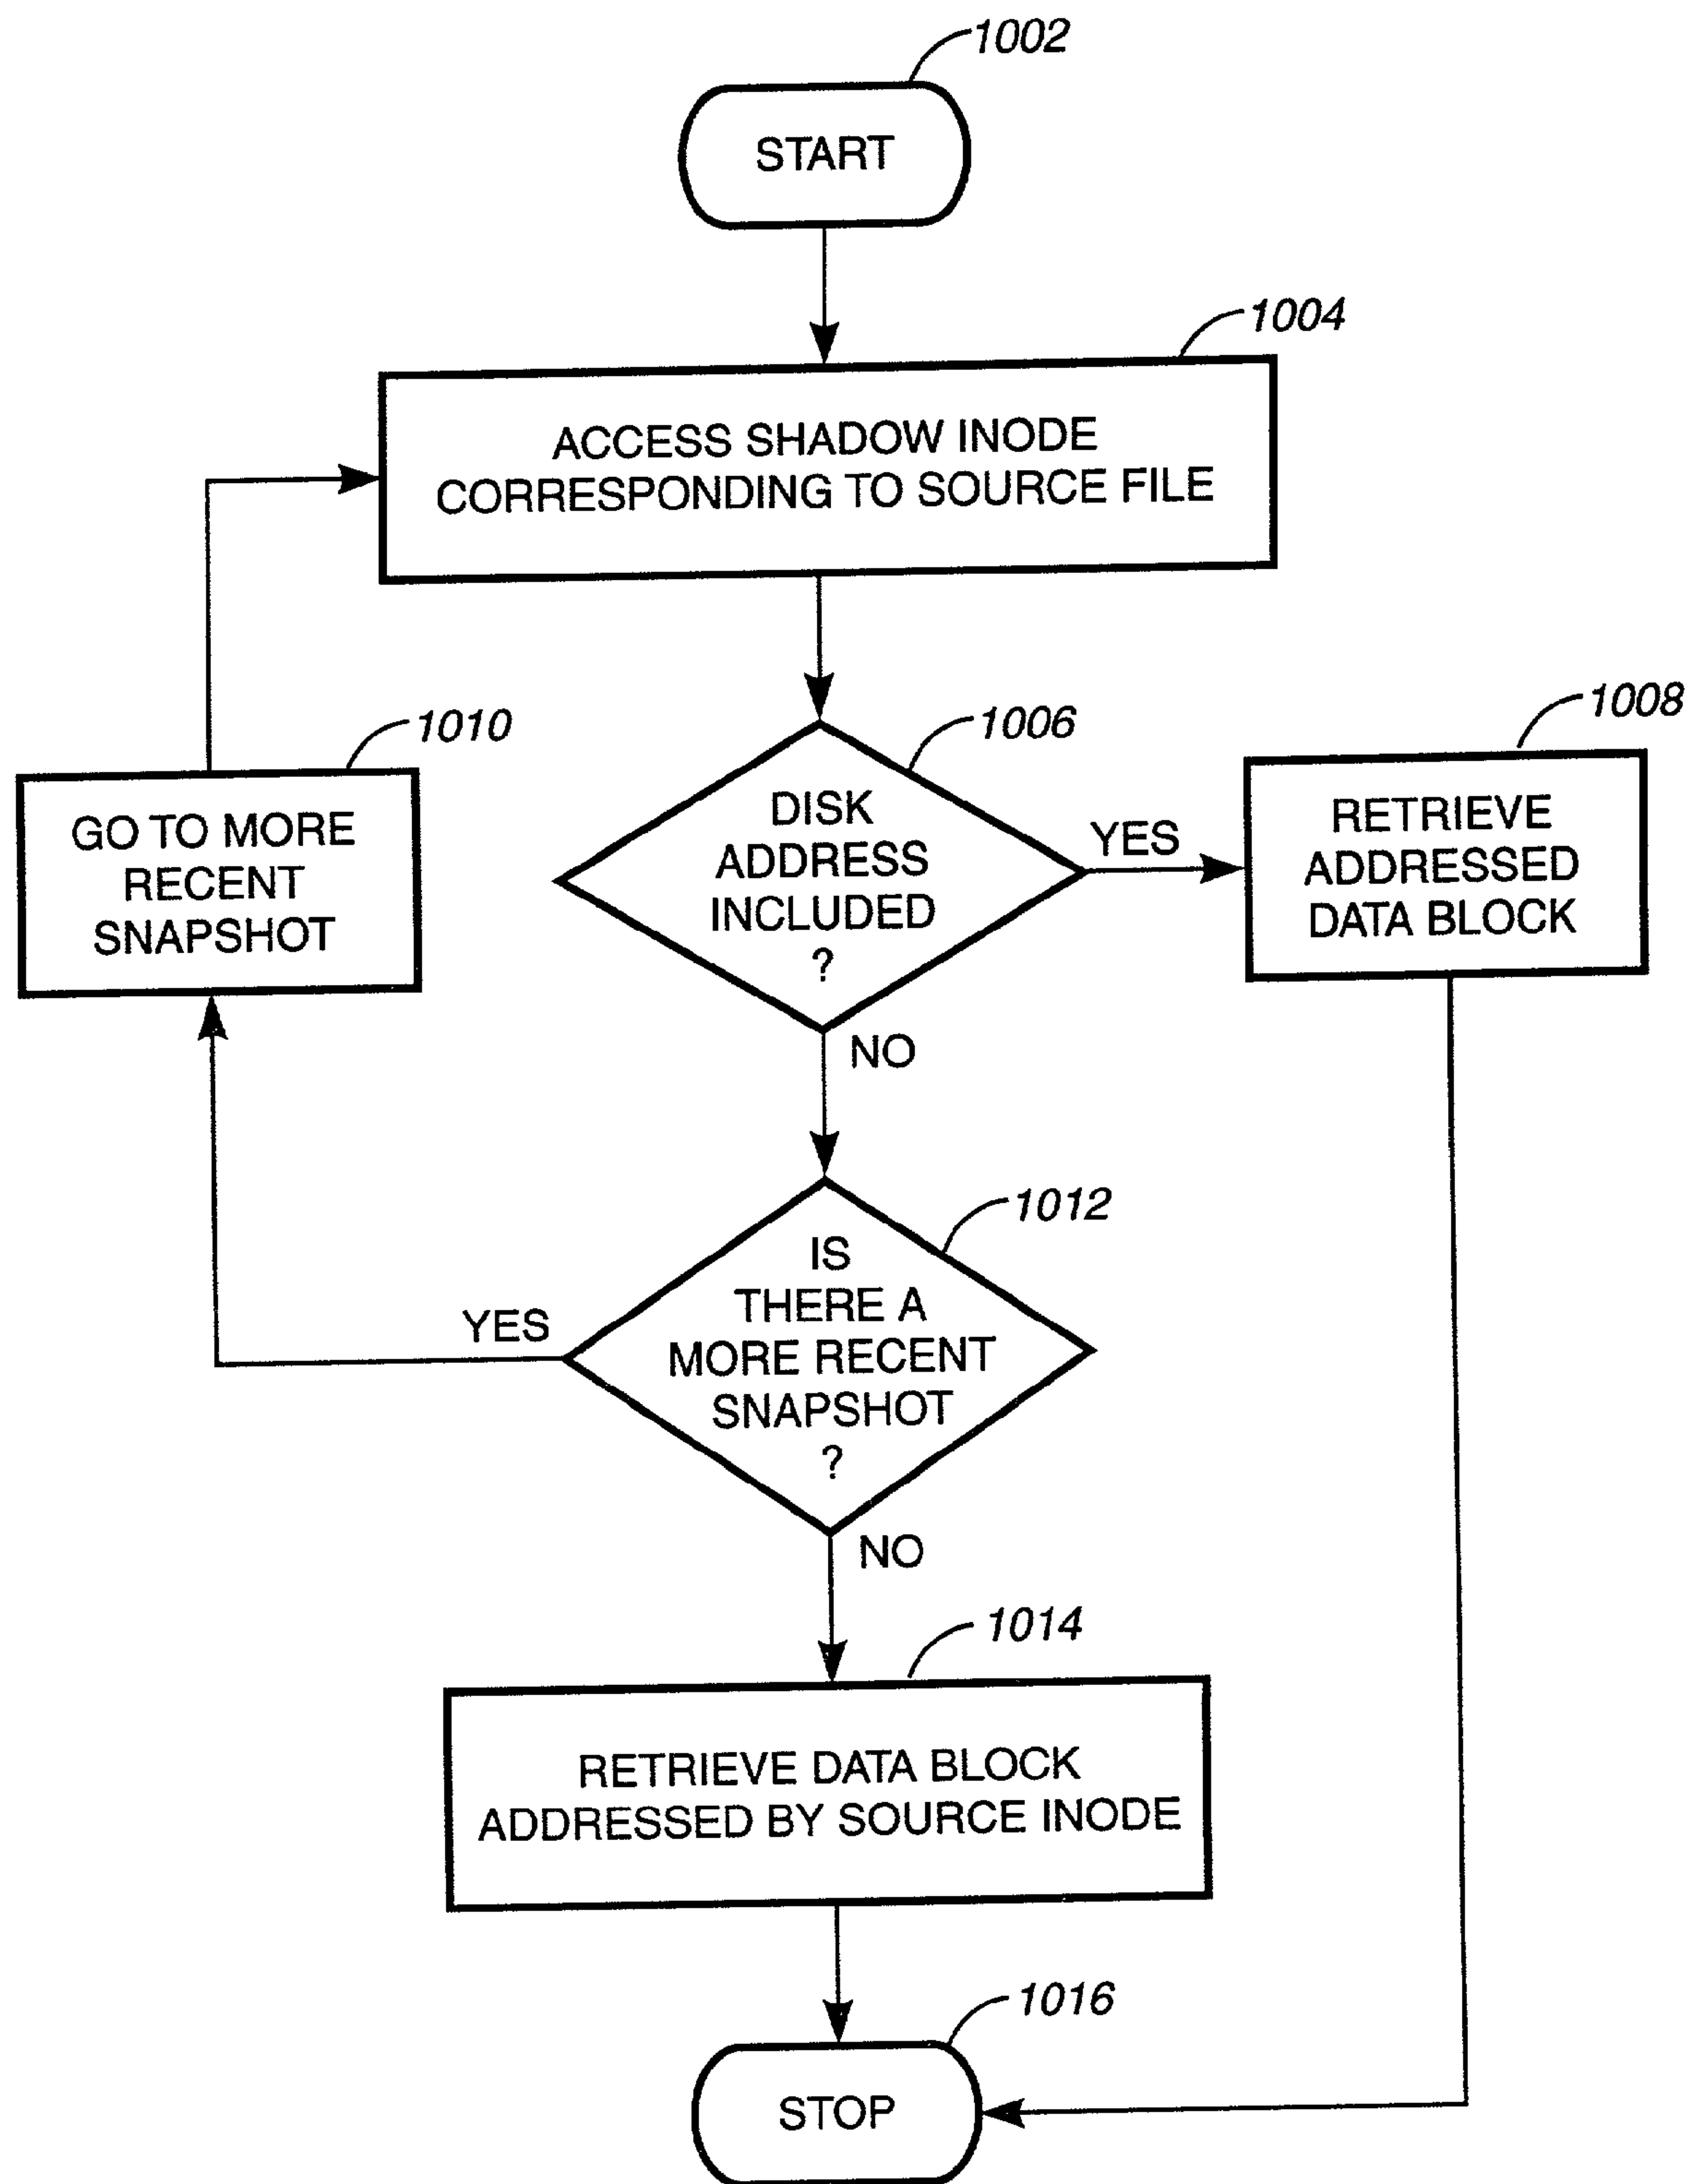 1002
START
1004
ACCESS SHADOW INODE
CORRESPONDING TO SOURCE FILE
1010
GO TO MORE
RECENT
SNAPSHOT
1006
DISK
ADDRESS
INCLUDED
?
YES
1008
RETRIEVE
ADDRESSED
DATA BLOCK
NO
1012
IS
THERE A
MORE RECENT
SNAPSHOT
?
YES
NO
1014
RETRIEVE DATA BLOCK
ADDRESSED BY SOURCE INODE
1016
STOP